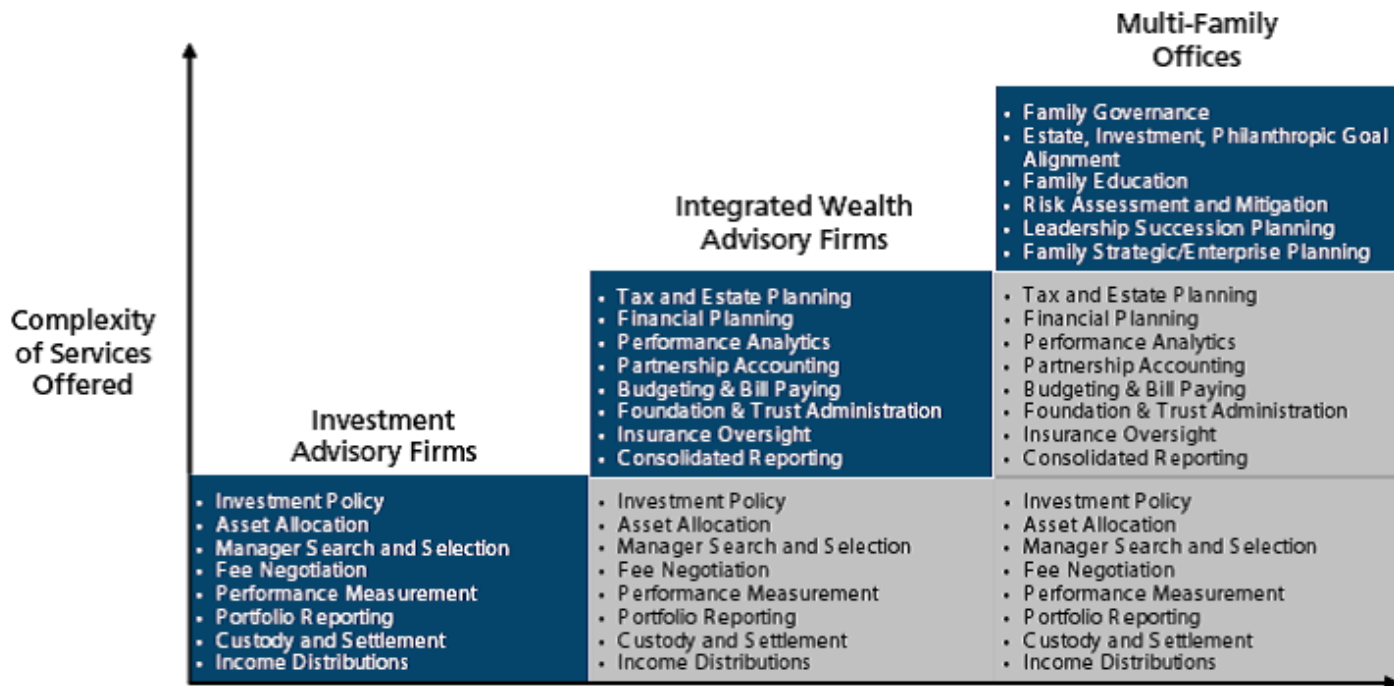 Multi-Family
Offices
• Family Governance
• Estate, Investment, Philanthropic Goal
Alignment
• Family Education
• Risk Assessment and Mitigation
• Leadership Succession Planning
• Family Strategic/Enterprise Planning
Integrated Wealth
Advisory Firms
• Tax and Estate Planning
• Financial Planning
• Performance Analytics
• Partnership Accounting
• Budgeting & Bill Paying
• Foundation & Trust Administration
• Insurance Oversight
• Consolidated Reporting
• Tax and Estate Planning
• Financial Planning
• Performance Analytics
• Partnership Accounting
• Budgeting & Bill Paying
• Foundation & Trust Administration
• Insurance Oversight
• Consolidated Reporting
Complexity
of Services
Offered
Investment
Advisory Firms
• Investment Policy
• Asset Allocation
• Manager Search and Selection
• Fee Negotiation
• Performance Measurement
• Portfolio Reporting
• Custody and Settlement
• Income Distributions
• Investment Policy
• Asset Allocation
• Manager Search and Selection
• Fee Negotiation
• Performance Measurement
• Portfolio Reporting
• Custody and Settlement
• Income Distributions
• Investment Policy
• Asset Allocation
• Manager Search and Selection
• Fee Negotiation
• Performance Measurement
• Portfolio Reporting
• Custody and Settlement
• Income Distributions